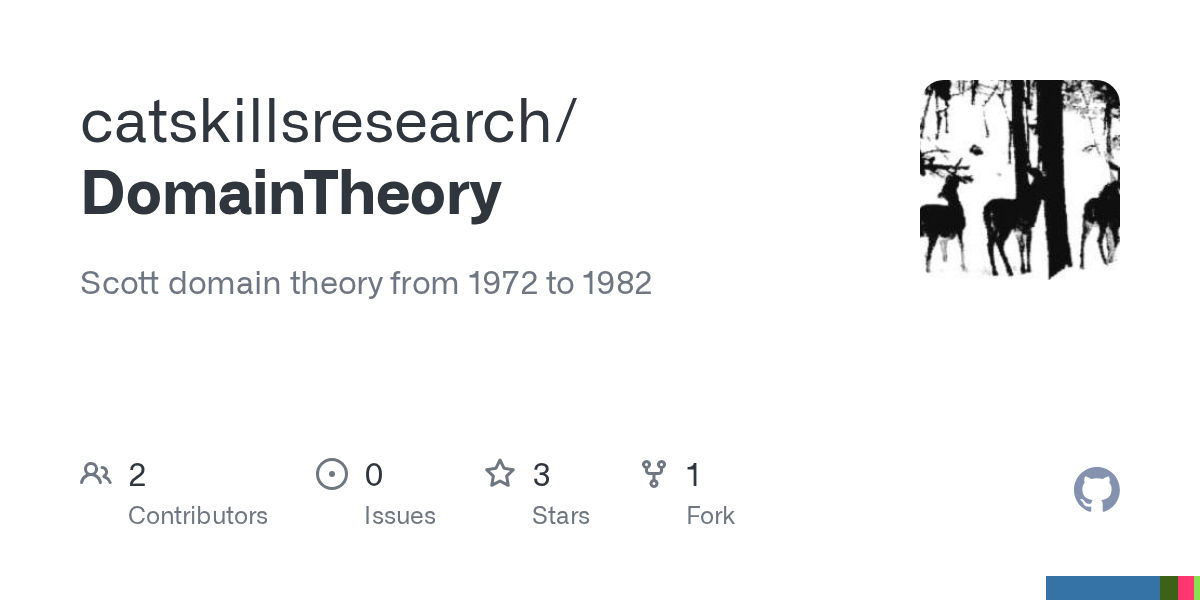 catskillsresearch/
DomainTheory
Scott domain theory from 1972 to 1982
2
Contributors
0
Issues
3
Stars
1
Fork